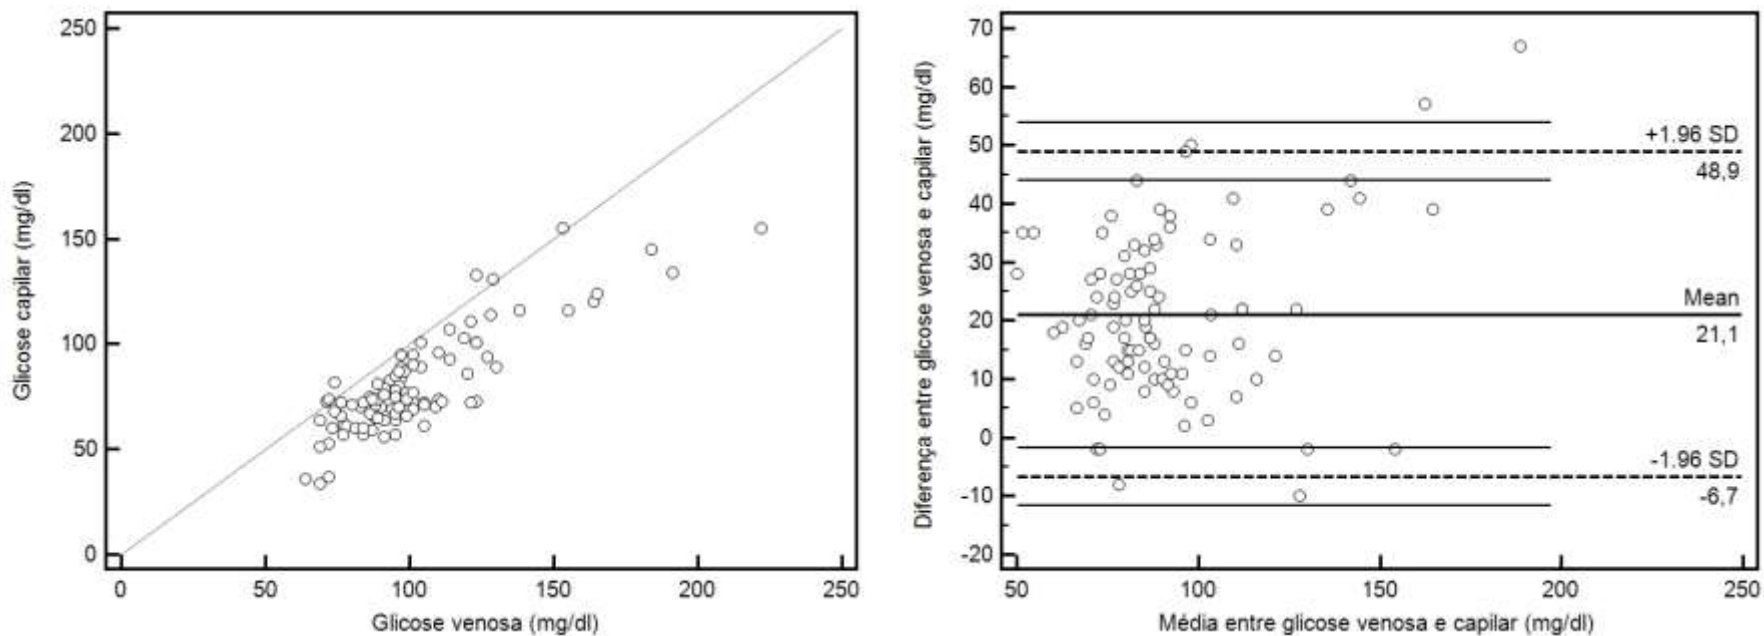 Glicose capilar (mg/dl)
250
200
150
100
50
0
0 50 100 150 200 250
Glicose venosa (mg/dl)
Diferença entre glicose venosa e capilar (mg/dl)
70
60
50
40
30
20
10
0
-10
-20
+1.96 SD
48,9
Mean
21,1
-1.96 SD
-6,7
50 100 150 200 250
Média entre glicose venosa e capilar (mg/dl)